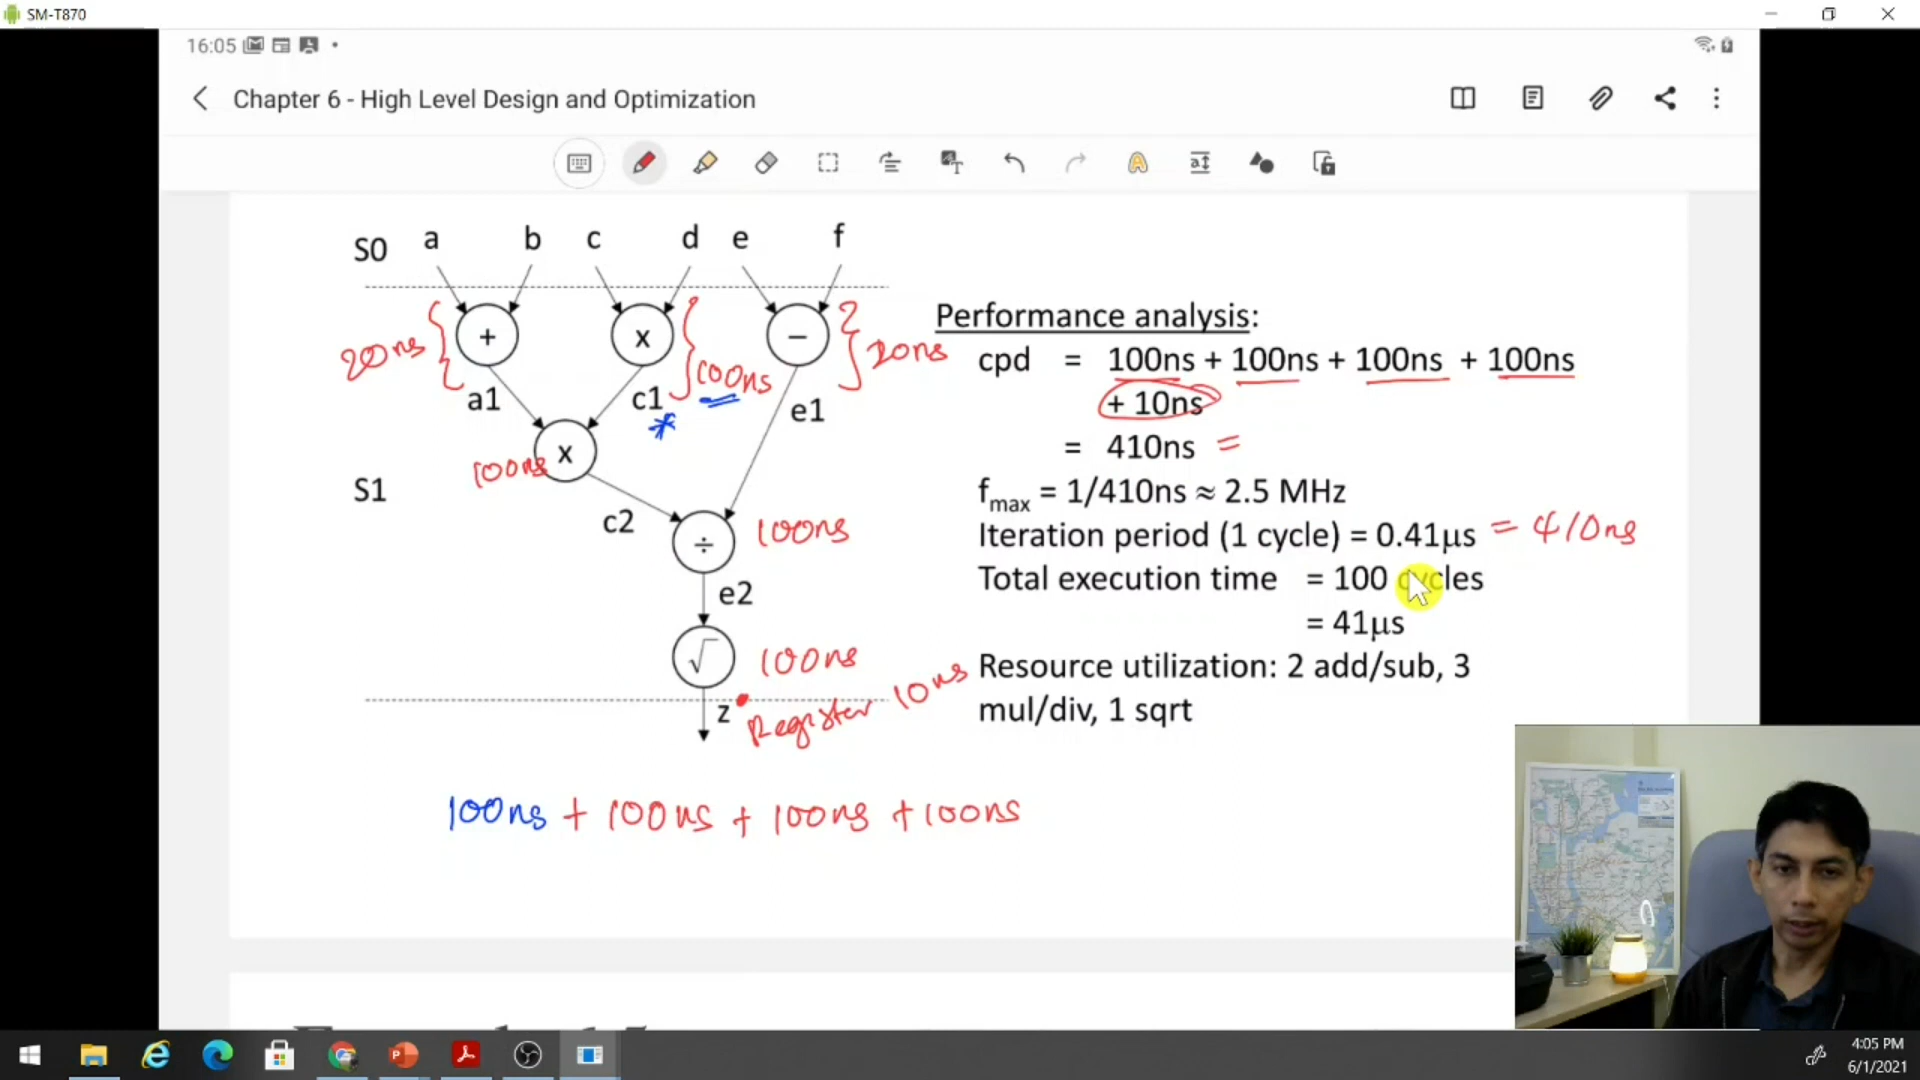 SM-T870
16:05
Chapter 6 - High Level Design and Optimization
S0 a b c d e f
+ x −
20ns 100ns 20ns
a1 c1 e1
*
x
100ns
S1
c2
÷ 100ns
e2
√ 100ns
z Register 10ns
100ns + 100ns + 100ns + 100ns
Performance analysis:
cpd = 100ns + 100ns + 100ns + 100ns
+ 10ns
= 410ns =
fmax = 1/410ns ≈ 2.5 MHz
Iteration period (1 cycle) = 0.41µs = 410ns
Total execution time = 100 cycles
= 41µs
Resource utilization: 2 add/sub, 3
mul/div, 1 sqrt
4:05 PM
6/1/2021